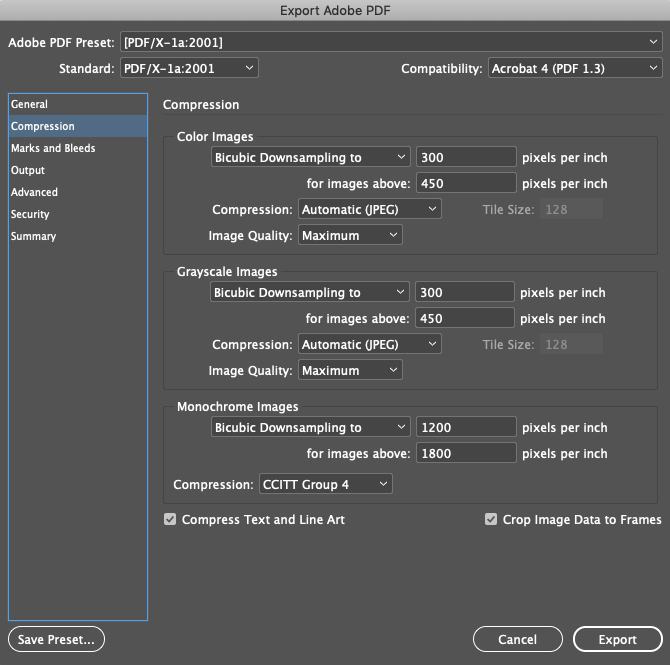 Export Adobe PDF
Adobe PDF Preset: [PDF/X-1a:2001]
Standard: PDF/X-1a:2001 Compatibility: Acrobat 4 (PDF 1.3)
General
Compression
Marks and Bleeds
Output
Advanced
Security
Summary
Compression
Color Images
Bicubic Downsampling to 300 pixels per inch
for images above: 450 pixels per inch
Compression: Automatic (JPEG) Tile Size: 128
Image Quality: Maximum
Grayscale Images
Bicubic Downsampling to 300 pixels per inch
for images above: 450 pixels per inch
Compression: Automatic (JPEG) Tile Size: 128
Image Quality: Maximum
Monochrome Images
Bicubic Downsampling to 1200 pixels per inch
for images above: 1800 pixels per inch
Compression: CCITT Group 4
Compress Text and Line Art Crop Image Data to Frames
Save Preset... Cancel Export